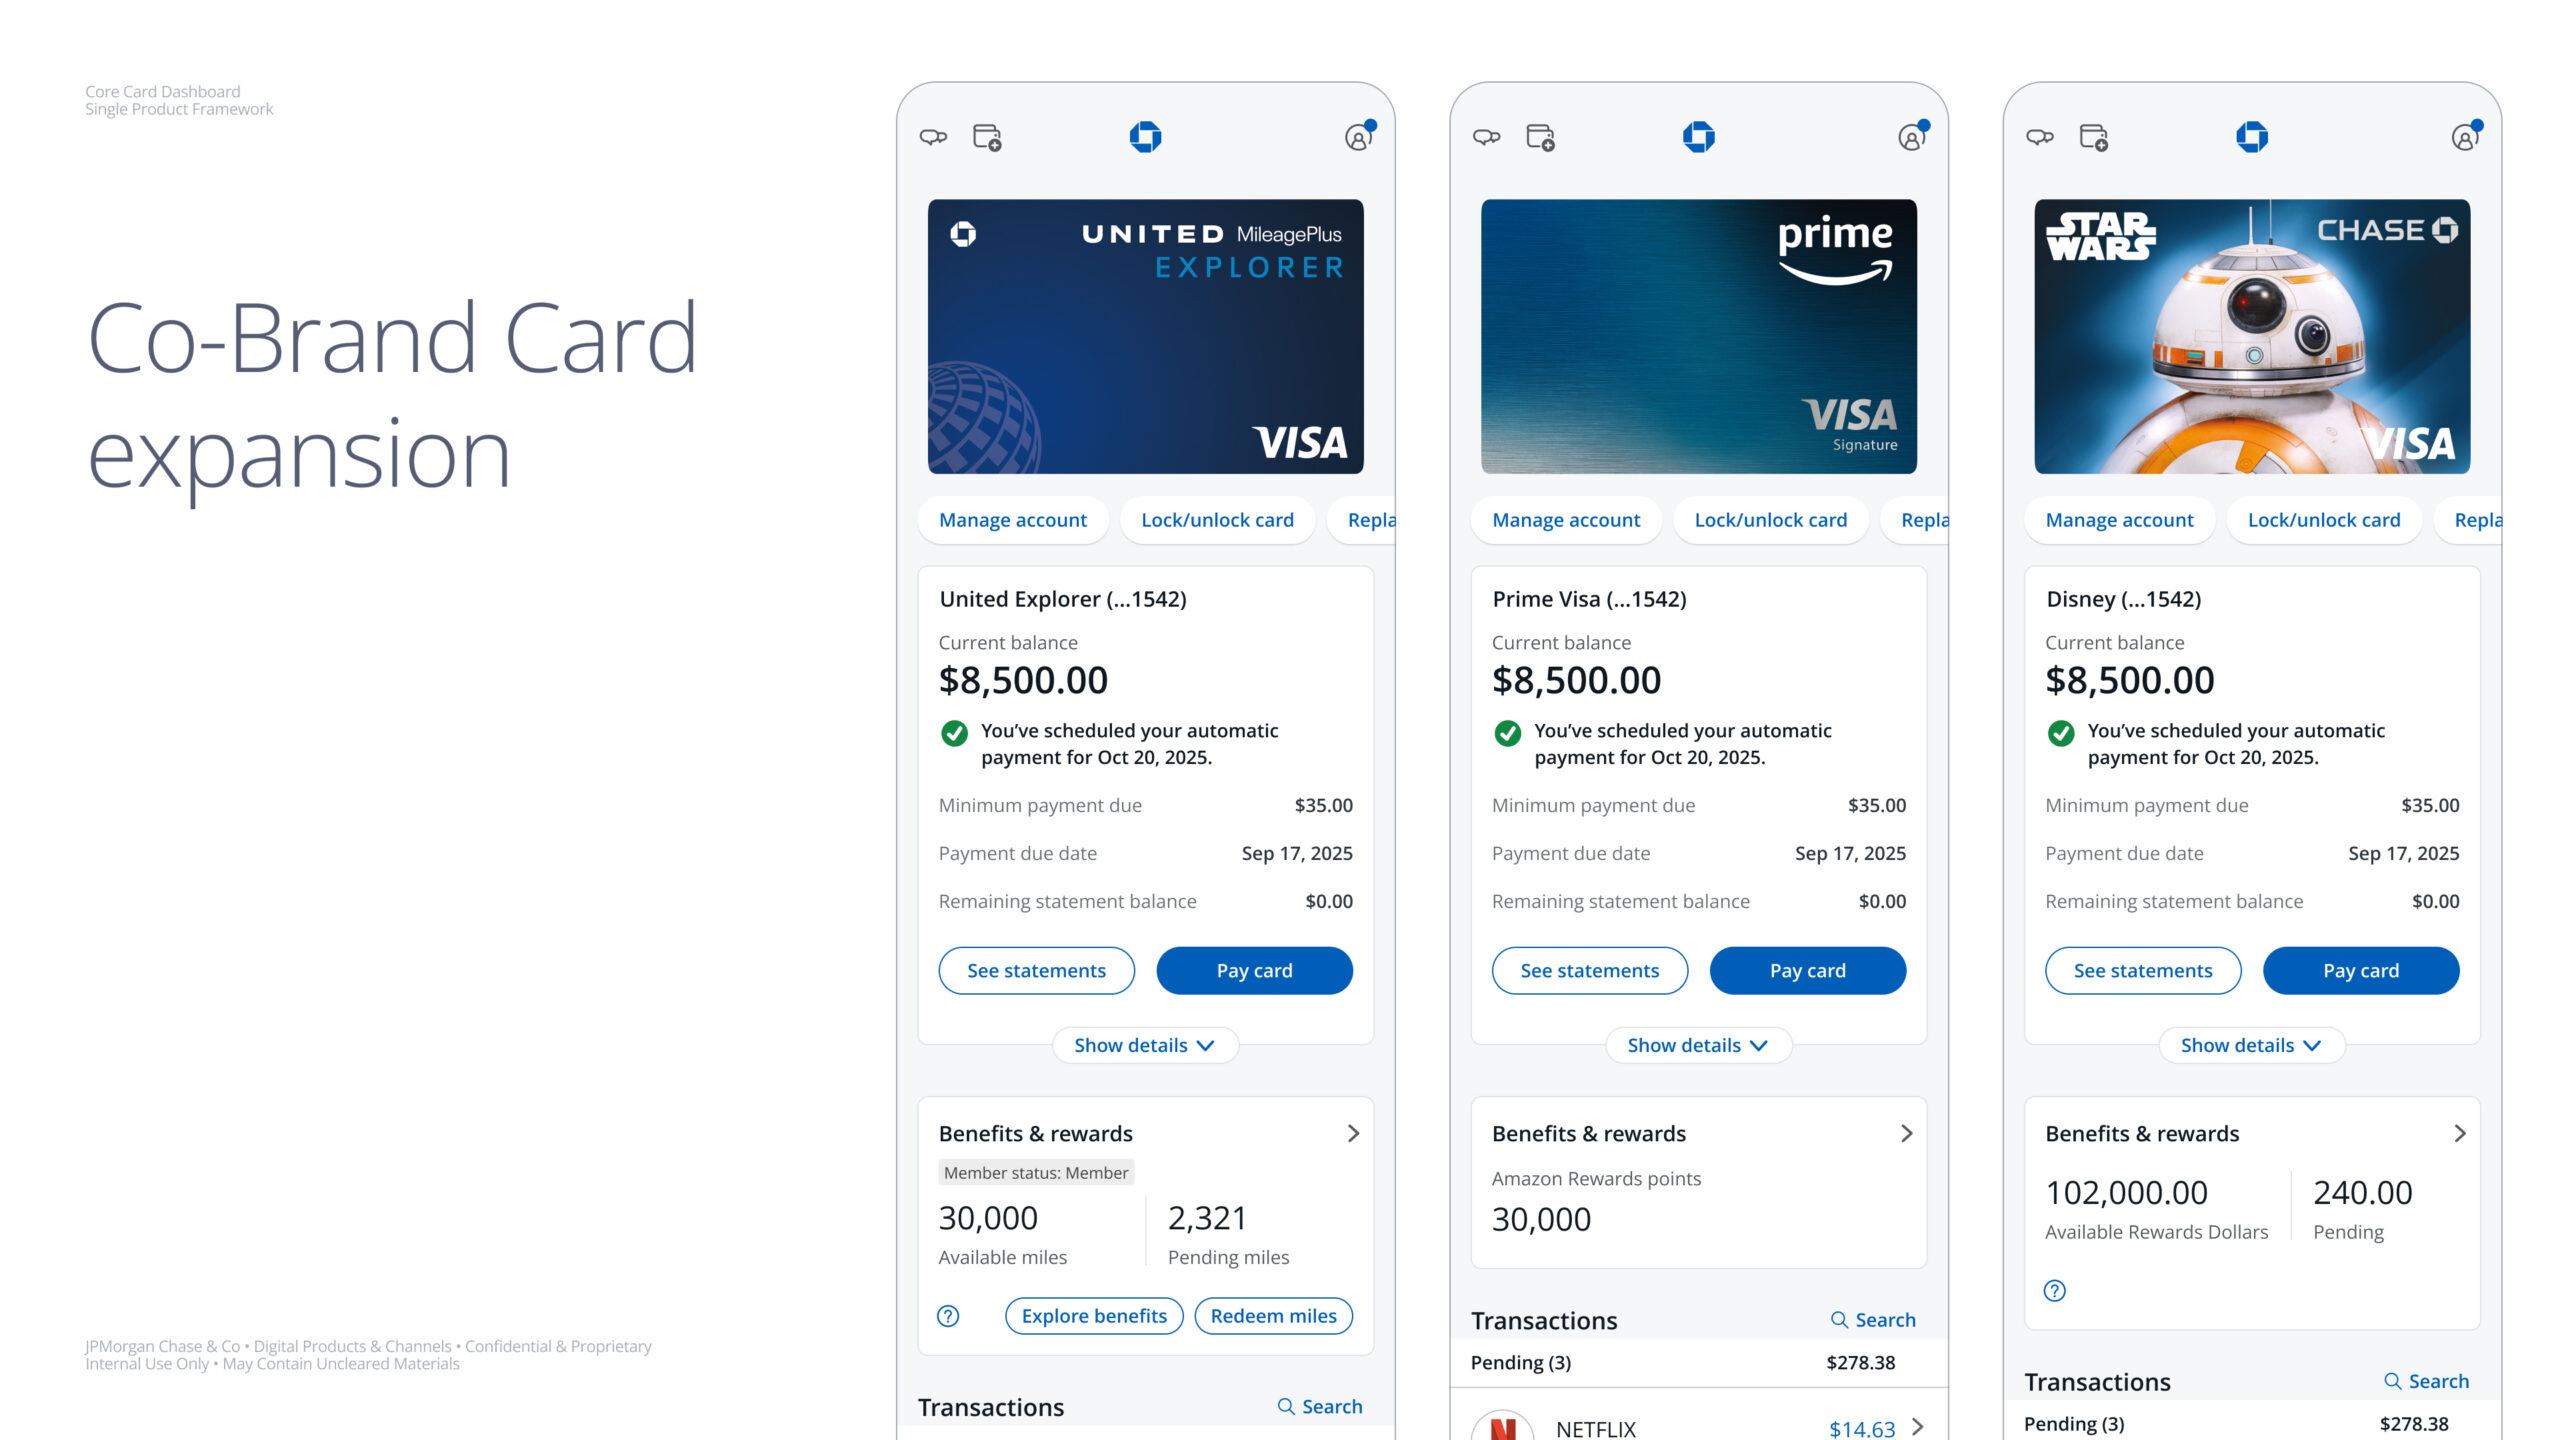 Core Card Dashboard
Single Product Framework
Co-Brand Card
expansion
JPMorgan Chase & Co • Digital Products & Channels • Confidential & Proprietary
Internal Use Only • May Contain Uncleared Materials
UNITED MileagePlus
EXPLORER
VISA
Manage account
Lock/unlock card
Repla
United Explorer (...1542)
Current balance
$8,500.00
You’ve scheduled your automatic
payment for Oct 20, 2025.
Minimum payment due $35.00
Payment due date Sep 17, 2025
Remaining statement balance $0.00
See statements
Pay card
Show details
Benefits & rewards
Member status: Member
30,000 2,321
Available miles Pending miles
Explore benefits
Redeem miles
Transactions Search
prime
VISA
Signature
Manage account
Lock/unlock card
Repla
Prime Visa (...1542)
Current balance
$8,500.00
You’ve scheduled your automatic
payment for Oct 20, 2025.
Minimum payment due $35.00
Payment due date Sep 17, 2025
Remaining statement balance $0.00
See statements
Pay card
Show details
Benefits & rewards
Amazon Rewards points
30,000
Transactions Search
Pending (3) $278.38
NETFLIX $14.63
STAR
WARS
CHASE
VISA
Manage account
Lock/unlock card
Repla
Disney (...1542)
Current balance
$8,500.00
You’ve scheduled your automatic
payment for Oct 20, 2025.
Minimum payment due $35.00
Payment due date Sep 17, 2025
Remaining statement balance $0.00
See statements
Pay card
Show details
Benefits & rewards
102,000.00 240.00
Available Rewards Dollars Pending
Transactions Search
Pending (3) $278.38